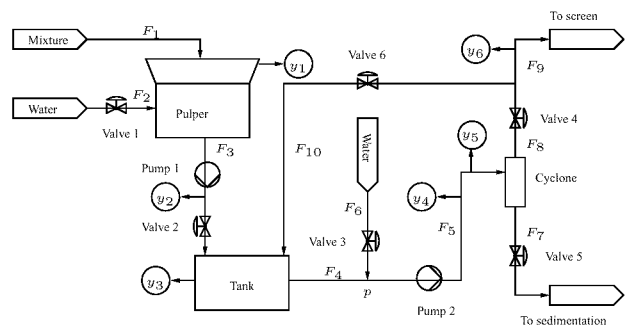 To screen
Mixture
F1
y1
Valve 6
y6
F9
Water
F2
Valve 1
Pulper
F3
F10
Water
y5
Valve 4
F8
Pump 1
y2
Cyclone
Valve 2
F6
y4
F5
F7
Valve 3
Valve 5
y3
Tank
F4
p
Pump 2
To sedimentation